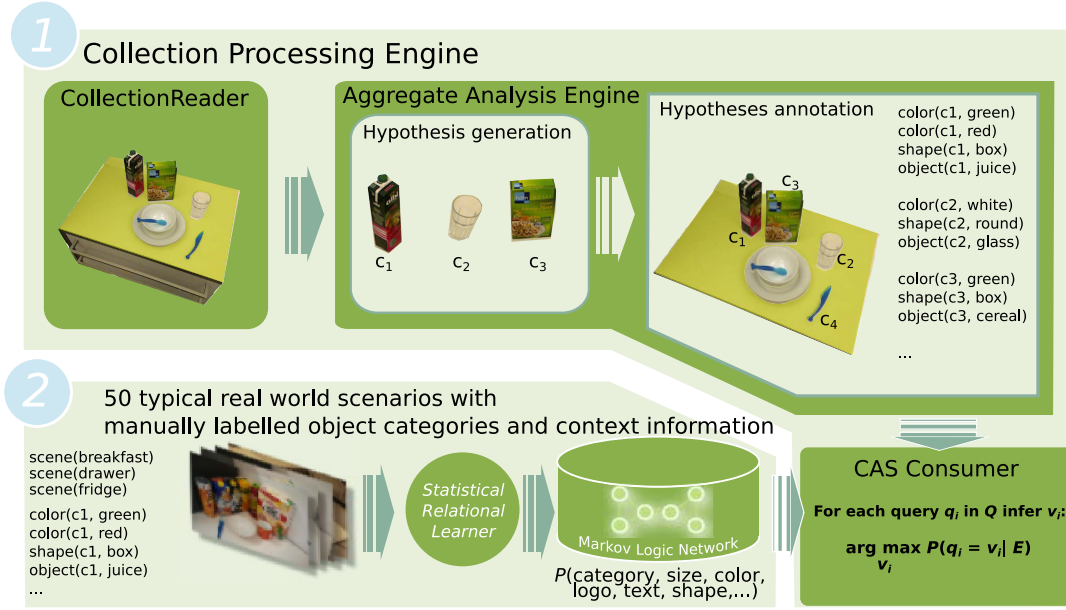 1
Collection Processing Engine
CollectionReader
Aggregate Analysis Engine
Hypothesis generation
c1
c2
c3
Hypotheses annotation
c3
c1
c2
c4
color(c1, green)
color(c1, red)
shape(c1, box)
object(c1, juice)
color(c2, white)
shape(c2, round)
object(c2, glass)
color(c3, green)
shape(c3, box)
object(c3, cereal)
...
2
50 typical real world scenarios with
manually labelled object categories and context information
scene(breakfast)
scene(drawer)
scene(fridge)
color(c1, green)
color(c1, red)
shape(c1, box)
object(c1, juice)
...
Statistical
Relational
Learner
Markov Logic Network
P(category, size, color,
logo, text, shape,...)
CAS Consumer
For each query qi in Q infer vi:
arg max P(qi = vi| E)
vi